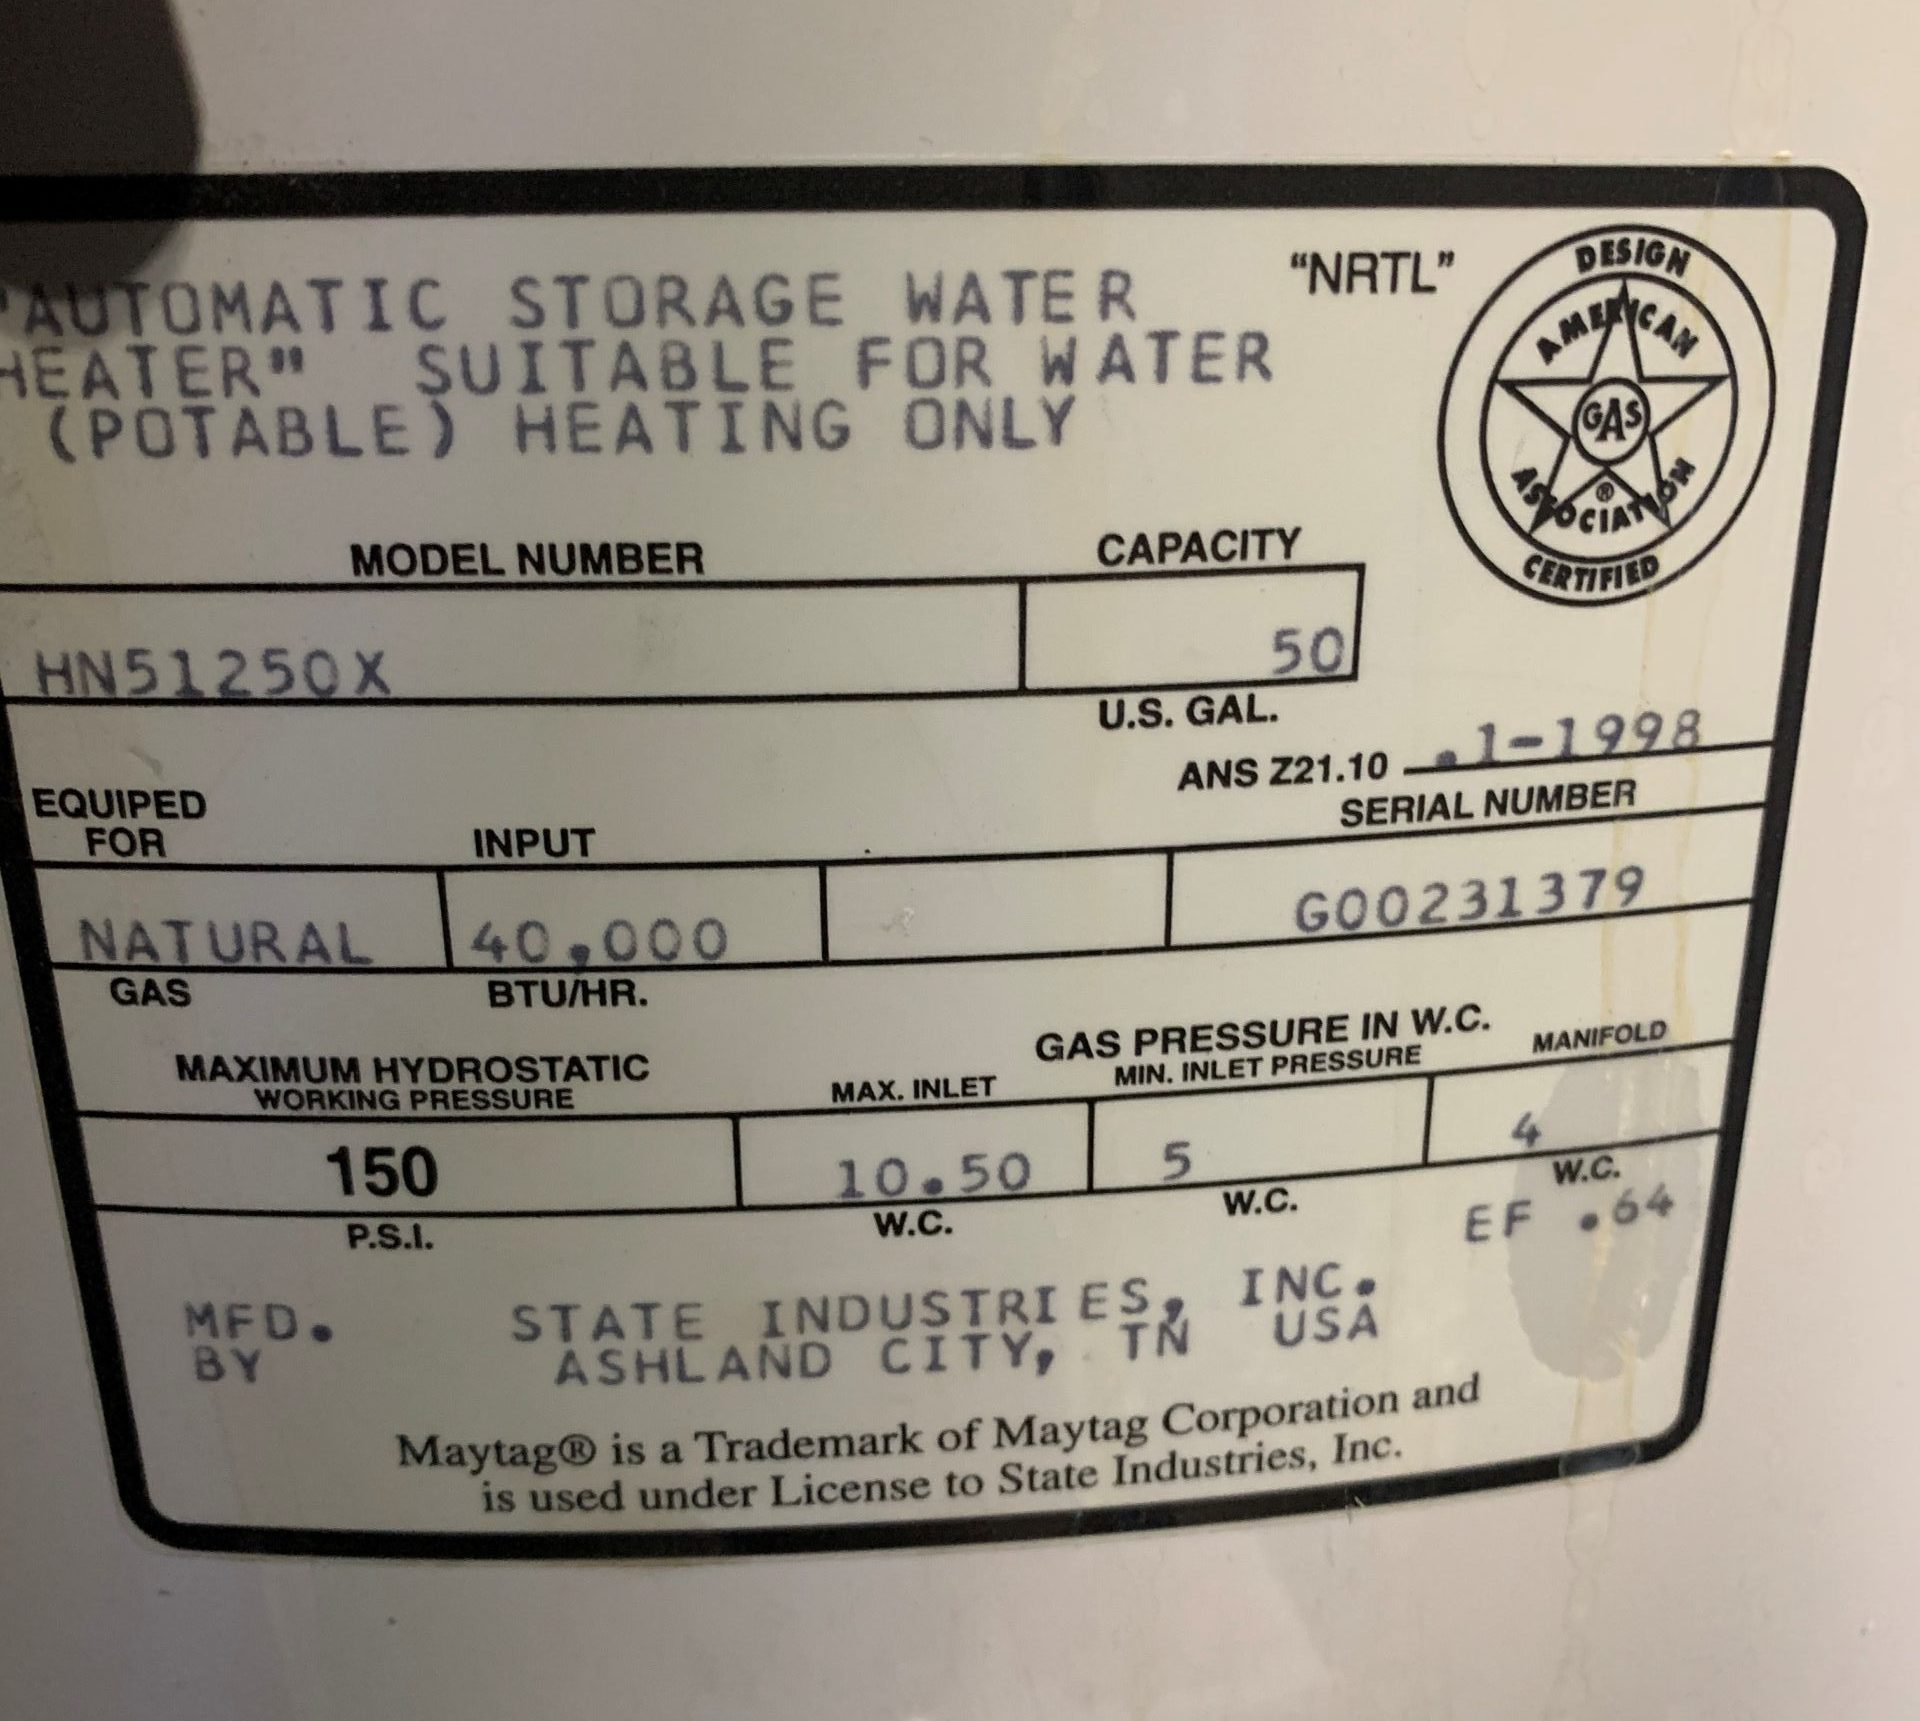 "AUTOMATIC STORAGE WATER
HEATER" SUITABLE FOR WATER
(POTABLE) HEATING ONLY
"NRTL"
DESIGN
AMERICAN
GAS
ASSOCIATION
®
CERTIFIED
MODEL NUMBER
CAPACITY
HN51250X
50
U.S. GAL.
ANS Z21.10 .1-1998
SERIAL NUMBER
EQUIPED
FOR
INPUT
NATURAL
40,000
G00231379
GAS
BTU/HR.
MAXIMUM HYDROSTATIC
WORKING PRESSURE
GAS PRESSURE IN W.C.
MAX. INLET
MIN. INLET PRESSURE
MANIFOLD
150
10.50
5
4
P.S.I.
W.C.
W.C.
W.C.
EF .64
MFD. STATE INDUSTRIES, INC.
BY ASHLAND CITY, TN USA
Maytag® is a Trademark of Maytag Corporation and
is used under License to State Industries, Inc.